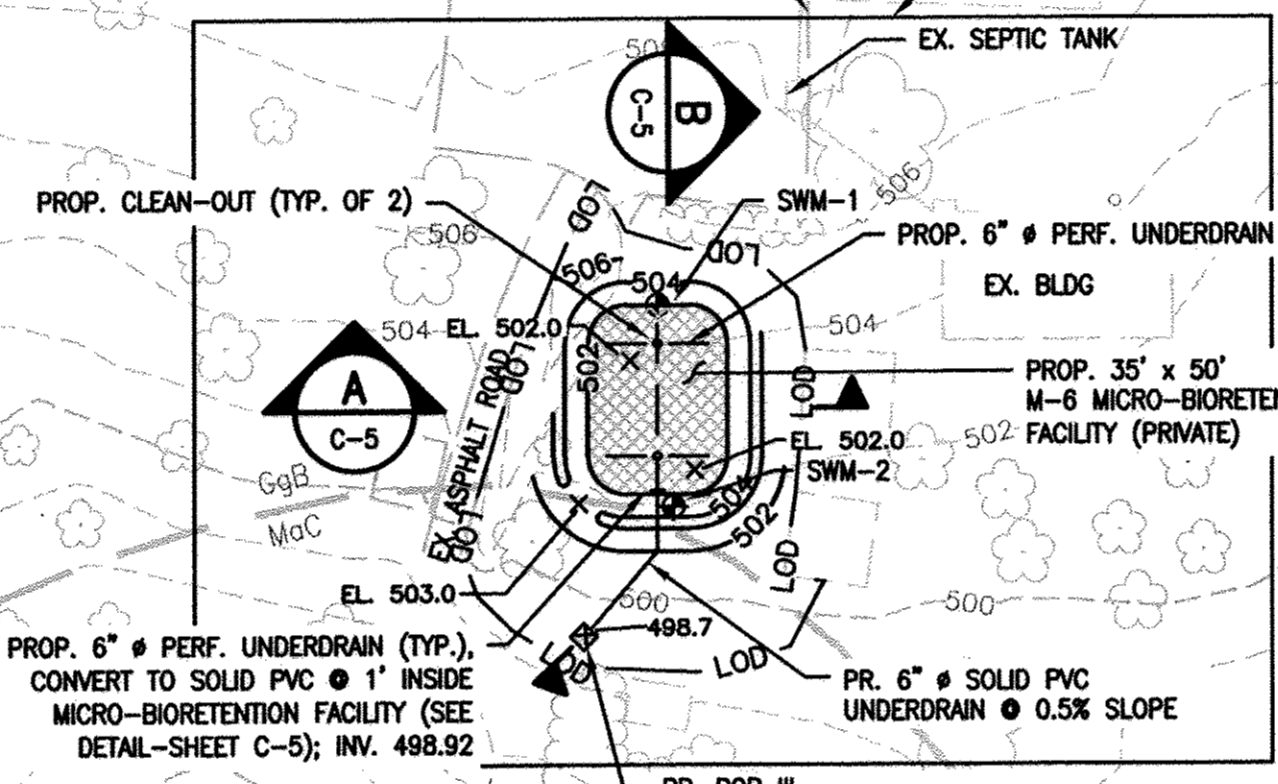 EX. SEPTIC TANK
B
C-5
PROP. CLEAN-OUT (TYP. OF 2)
SWM-1
506
506
PROP. 6" ø PERF. UNDERDRAIN
LOD
LOD
506
504
EX. BLDG
504
EL. 502.0
504
502
LOD
EX. ASPHALT ROAD
A
C-5
LOD
PROP. 35' x 50'
M-6 MICRO-BIORETE
FACILITY (PRIVATE)
EL. 502.0
502
SWM-2
GgB
MaC
504
502
LOD
LOD
EL. 503.0
500
500
498.7
PROP. 6" ø PERF. UNDERDRAIN (TYP.),
CONVERT TO SOLID PVC @ 1' INSIDE
MICRO-BIORETENTION FACILITY (SEE
DETAIL-SHEET C-5); INV. 498.92
LOD
LOD
PR. 6" ø SOLID PVC
UNDERDRAIN @ 0.5% SLOPE